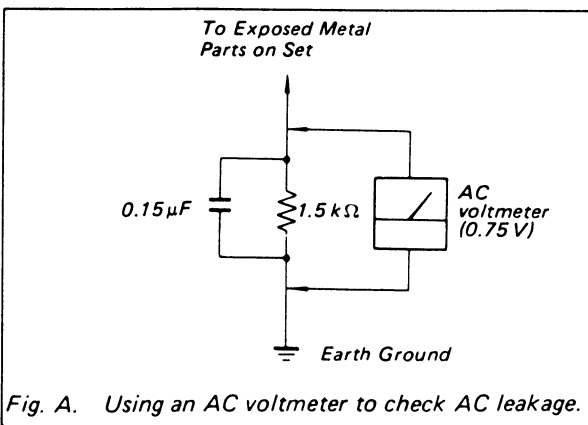 To Exposed Metal
Parts on Set
0.15µF
1.5kΩ
AC
voltmeter
(0.75V)
Earth Ground
Fig. A. Using an AC voltmeter to check AC leakage.